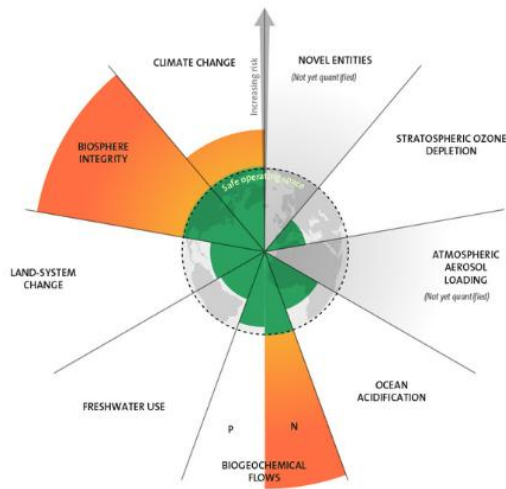 CLIMATE CHANGE
Increasing risk
NOVEL ENTITIES
(Not yet quantified)
STRATOSPHERIC OZONE
DEPLETION
BIOSPHERE
INTEGRITY
Safe operating space
LAND-SYSTEM
CHANGE
ATMOSPHERIC
AEROSOL
LOADING
(Not yet quantified)
FRESHWATER USE
OCEAN
ACIDIFICATION
P
N
BIOGEOCHEMICAL
FLOWS